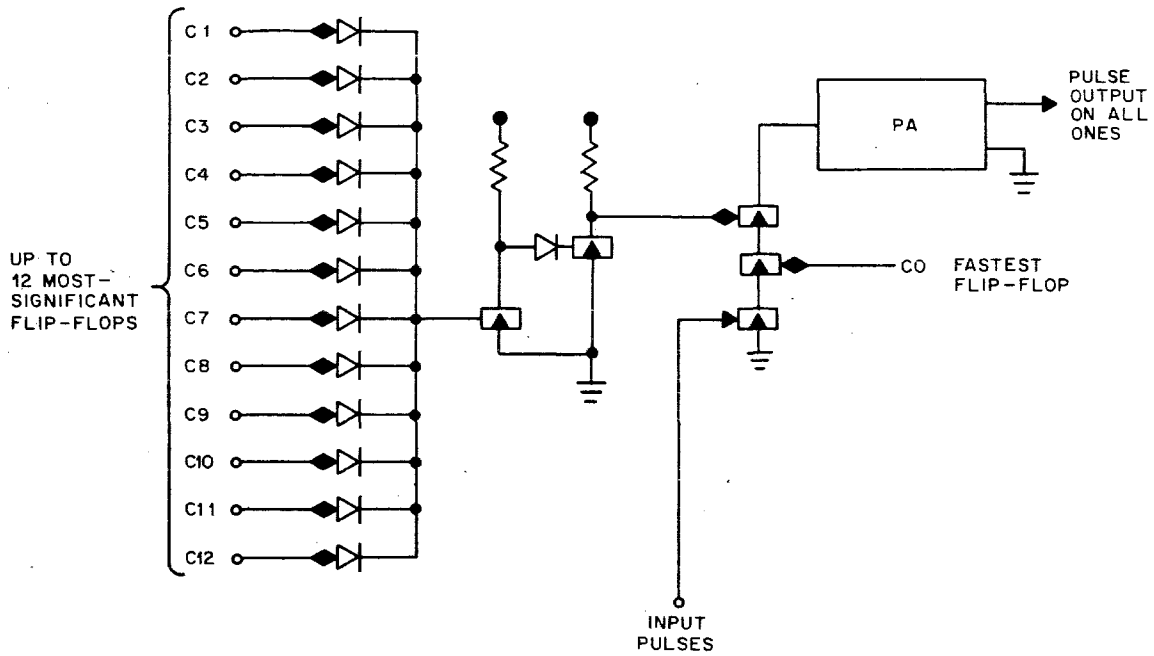 UP TO
12 MOST-
SIGNIFICANT
FLIP-FLOPS
C1
C2
C3
C4
C5
C6
C7
C8
C9
C10
C11
C12
PA
PULSE
OUTPUT
ON ALL
ONES
CO
FASTEST
FLIP-FLOP
INPUT
PULSES